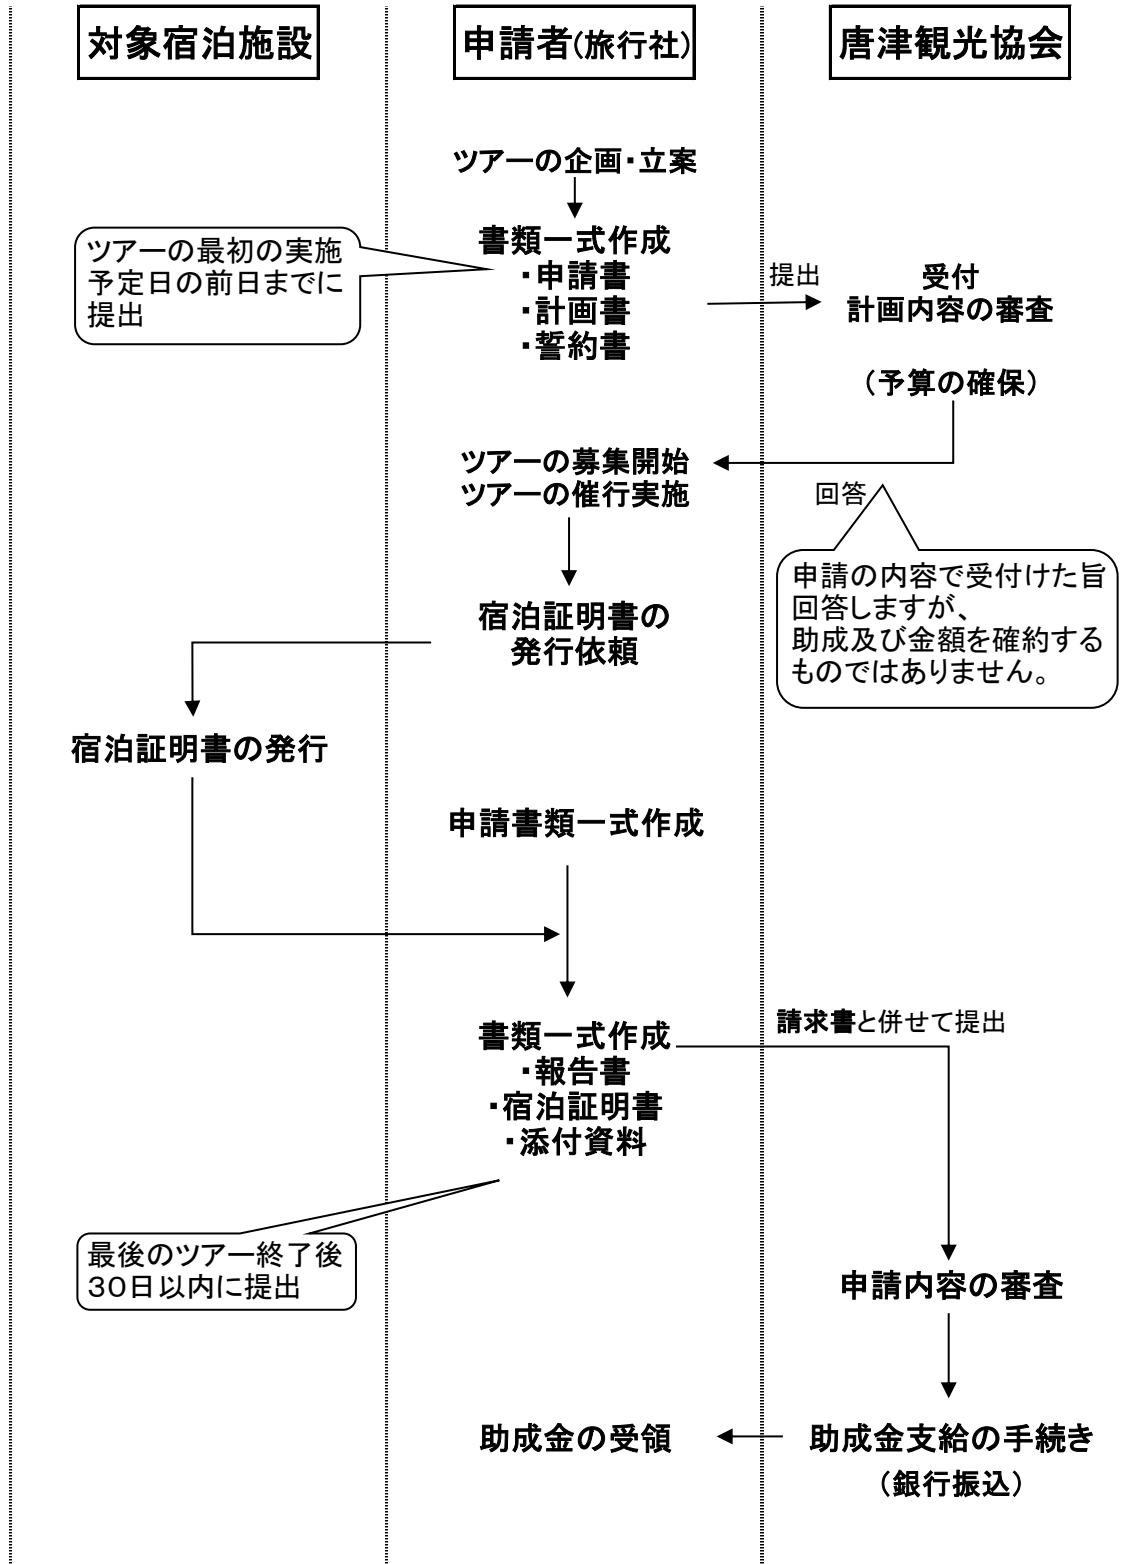 対象宿泊施設
申請者(旅行社)
唐津観光協会
ツアーの企画・立案
書類一式作成
・申請書
・計画書
・誓約書
ツアーの最初の実施
予定日の前日までに
提出
提出
受付
計画内容の審査
（予算の確保）
ツアーの募集開始
ツアーの催行実施
回答
申請の内容で受付けた旨
回答しますが、
助成及び金額を確約する
ものではありません。
宿泊証明書の
発行依頼
宿泊証明書の発行
申請書類一式作成
書類一式作成
・報告書
・宿泊証明書
・添付資料
請求書と併せて提出
最後のツアー終了後
30日以内に提出
申請内容の審査
助成金の受領
助成金支給の手続き
（銀行振込）